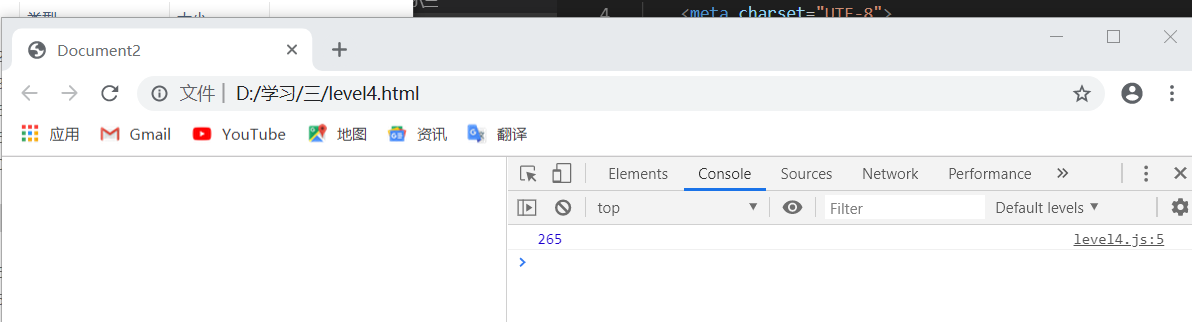 类型 大小
4 <meta charset="UTF-8">
Document2
文件 | D:/学习/三/level4.html
应用 Gmail YouTube 地图 资讯 翻译
Elements Console Sources Network Performance
top Filter Default levels
265 level4.js:5